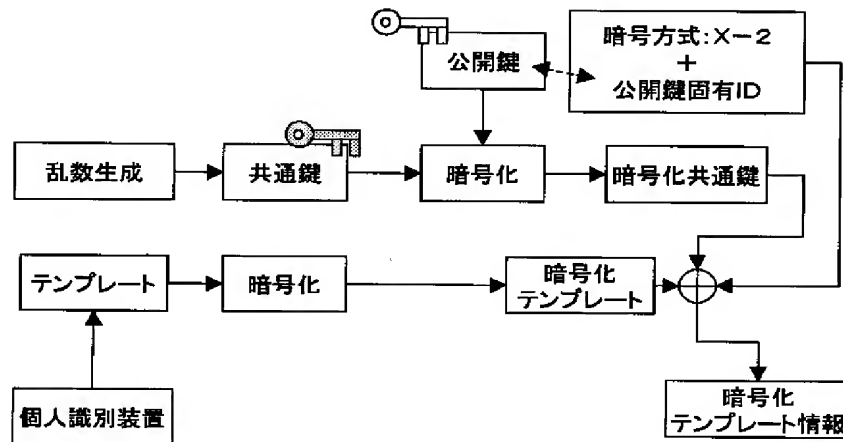 公開鍵
暗号方式:X－2
＋
公開鍵固有ID
乱数生成
共通鍵
暗号化
暗号化共通鍵
テンプレート
暗号化
暗号化
テンプレート
個人識別装置
暗号化
テンプレート情報